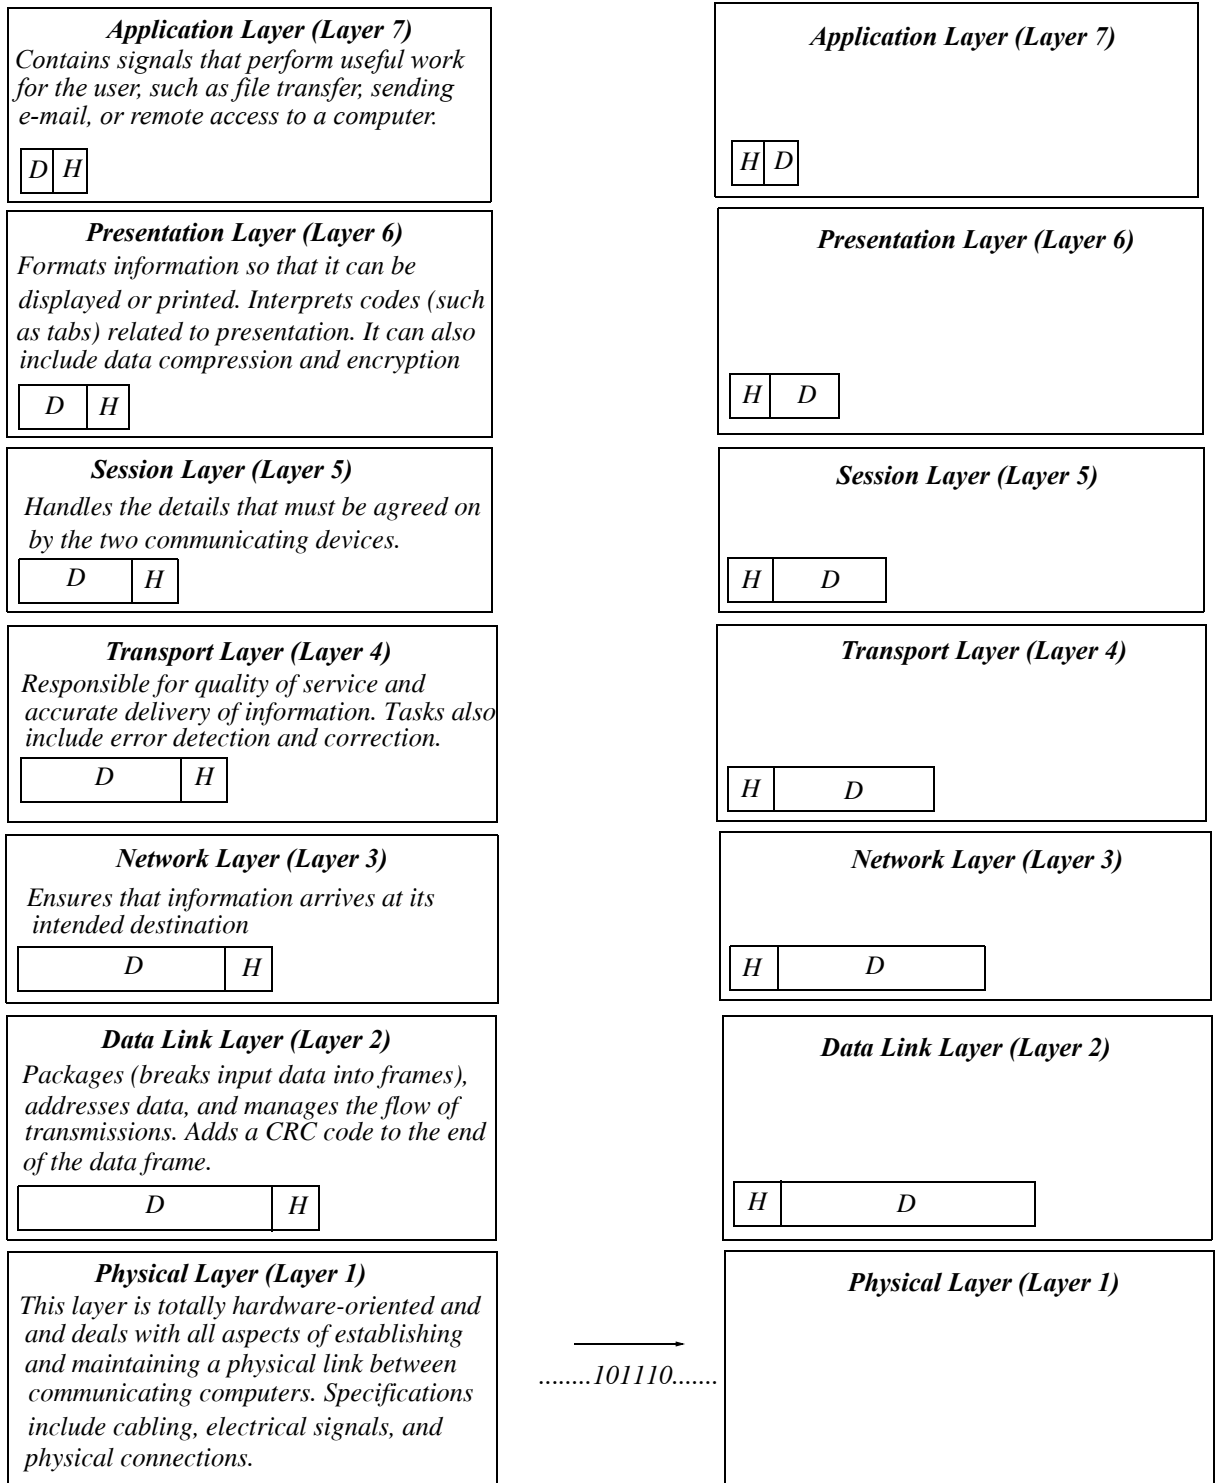 Application Layer (Layer 7)
Contains signals that perform useful work
for the user, such as file transfer, sending
e-mail, or remote access to a computer.
D H
Presentation Layer (Layer 6)
Formats information so that it can be
displayed or printed. Interprets codes (such
as tabs) related to presentation. It can also
include data compression and encryption
D H
Session Layer (Layer 5)
Handles the details that must be agreed on
by the two communicating devices.
D H
Transport Layer (Layer 4)
Responsible for quality of service and
accurate delivery of information. Tasks also
include error detection and correction.
D H
Network Layer (Layer 3)
Ensures that information arrives at its
intended destination
D H
Data Link Layer (Layer 2)
Packages (breaks input data into frames),
addresses data, and manages the flow of
transmissions. Adds a CRC code to the end
of the data frame.
D H
Physical Layer (Layer 1)
This layer is totally hardware-oriented and
and deals with all aspects of establishing
and maintaining a physical link between
communicating computers. Specifications
include cabling, electrical signals, and
physical connections.
........101110.......
Application Layer (Layer 7)
H D
Presentation Layer (Layer 6)
H D
Session Layer (Layer 5)
H D
Transport Layer (Layer 4)
H D
Network Layer (Layer 3)
H D
Data Link Layer (Layer 2)
H D
Physical Layer (Layer 1)